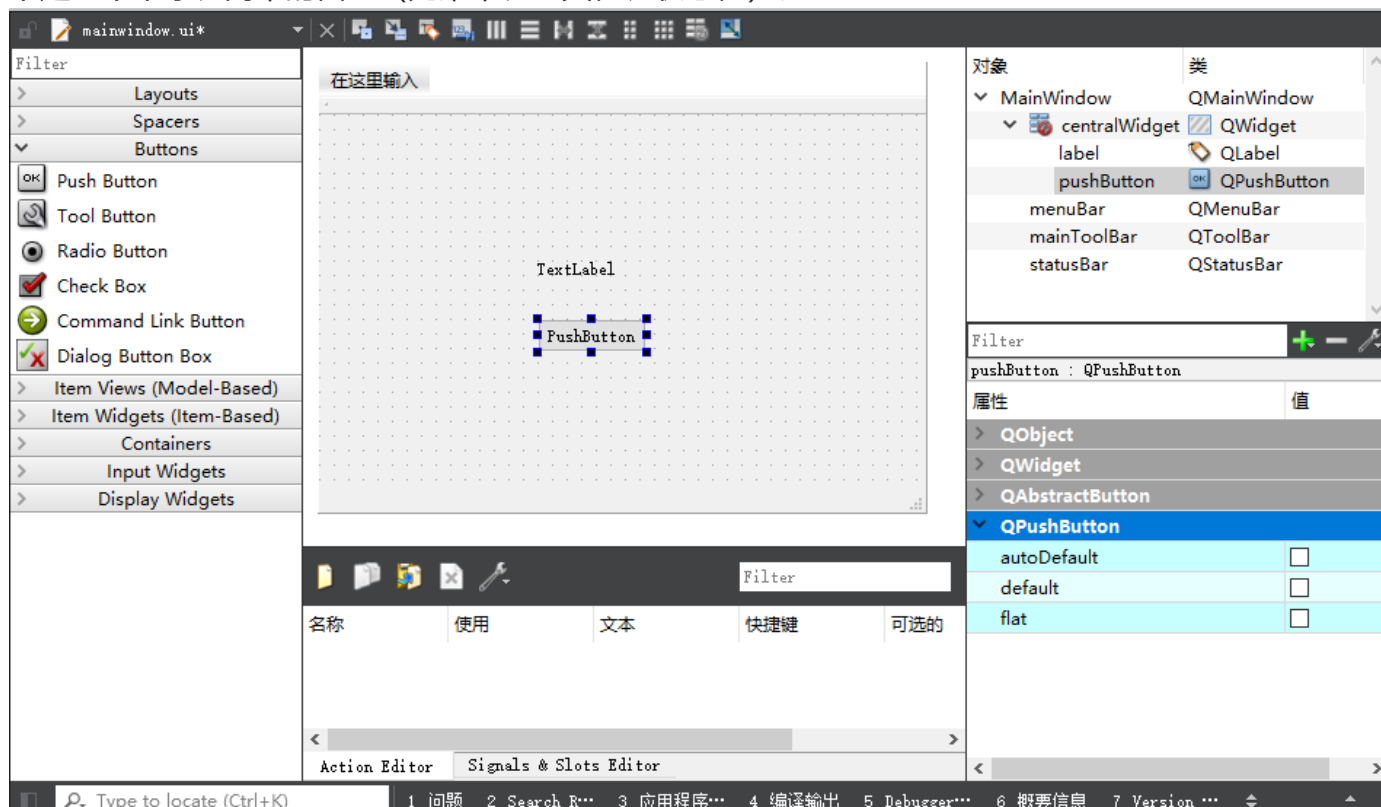 mainwindow.ui*
Filter
Layouts
Spacers
Buttons
OK Push Button
Tool Button
Radio Button
Check Box
Command Link Button
Dialog Button Box
Item Views (Model-Based)
Item Widgets (Item-Based)
Containers
Input Widgets
Display Widgets
在这里输入
TextLabel
PushButton
Filter
名称 使用 文本 快捷键 可选的
Action Editor Signals & Slots Editor
对象 类
MainWindow QMainWindow
centralWidget QWidget
label QLabel
pushButton QPushButton
menuBar QMenuBar
mainToolBar QToolBar
statusBar QStatusBar
Filter
pushButton : QPushButton
属性 值
QObject
QWidget
QAbstractButton
QPushButton
autoDefault
default
flat
Type to locate (Ctrl+K) 1 问题 2 Search R… 3 应用程序… 4 编译输出 5 Debugger… 6 概要信息 7 Version …